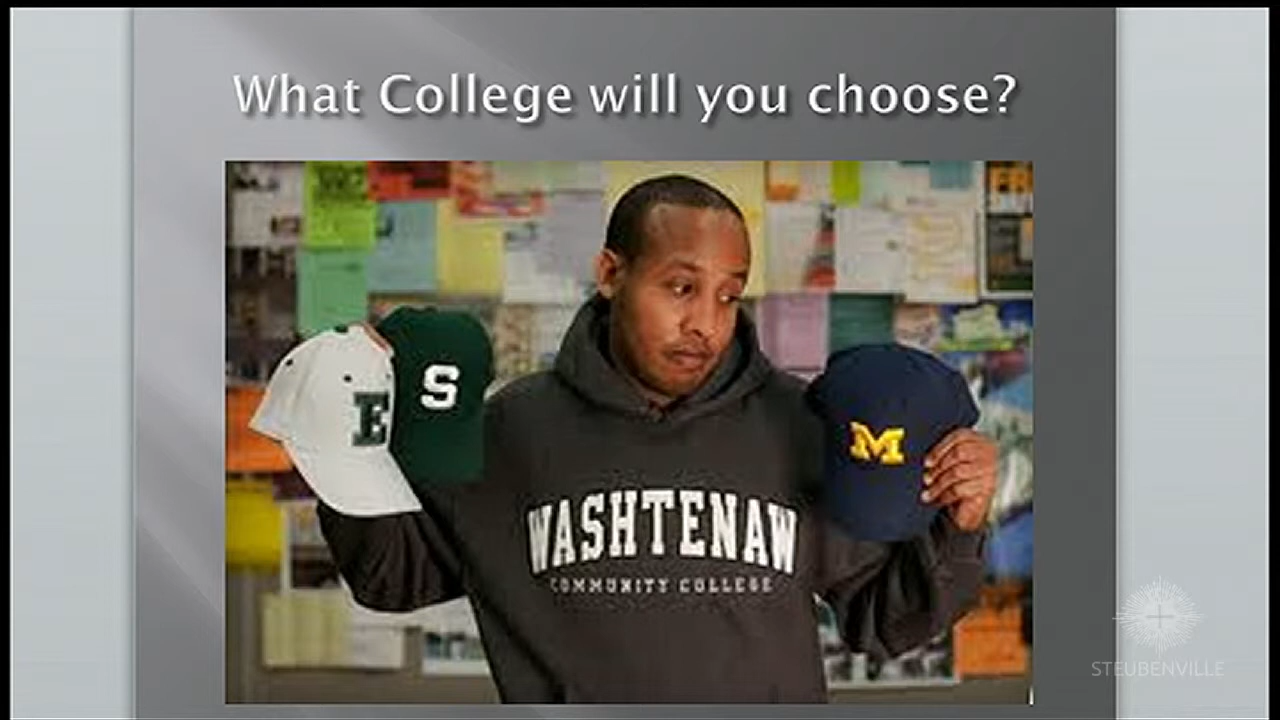 What College will you choose?
E
S
M
WASHTENAW
COMMUNITY COLLEGE
STEUBENVILLE